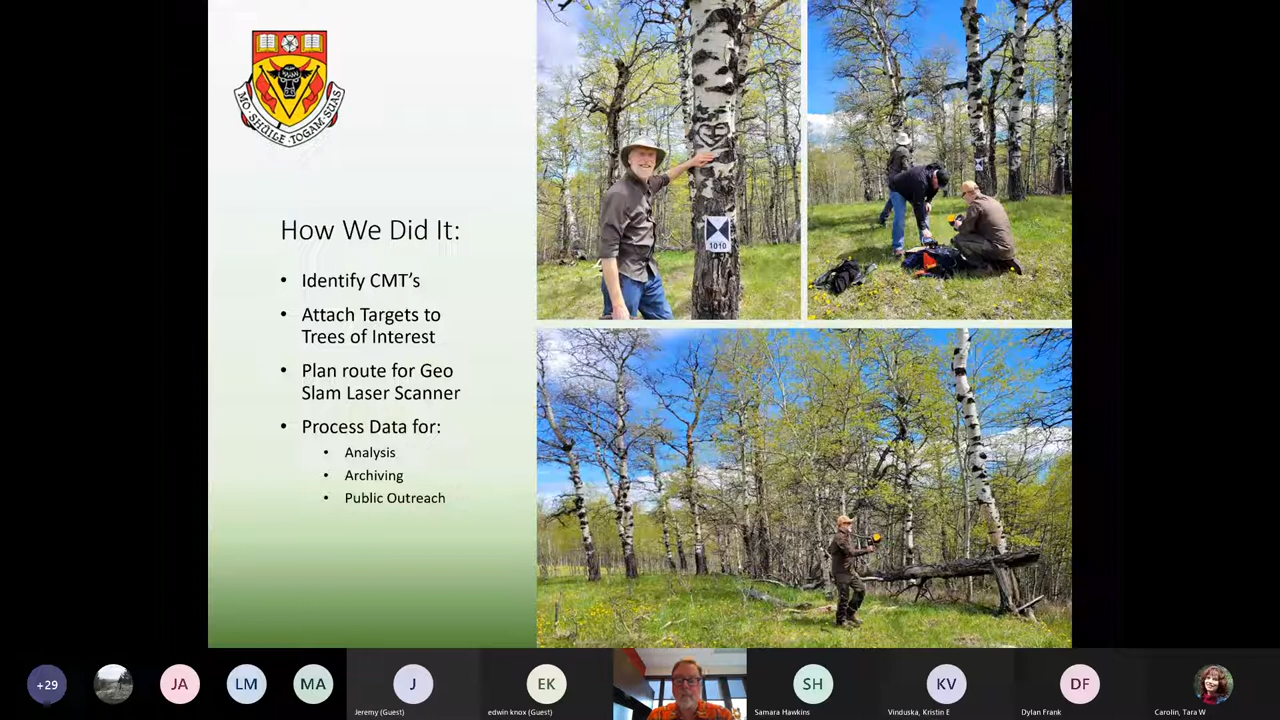 MO SHÙILE TOGAM SUAS
How We Did It:
• Identify CMT's
• Attach Targets to
Trees of Interest
• Plan route for Geo
Slam Laser Scanner
• Process Data for:
• Analysis
• Archiving
• Public Outreach
1010
+29
JA
LM
MA
J
Jeremy (Guest)
EK
edwin knox (Guest)
SH
Samara Hawkins
KV
Vinduska, Kristin E
DF
Dylan Frank
Carolin, Tara W